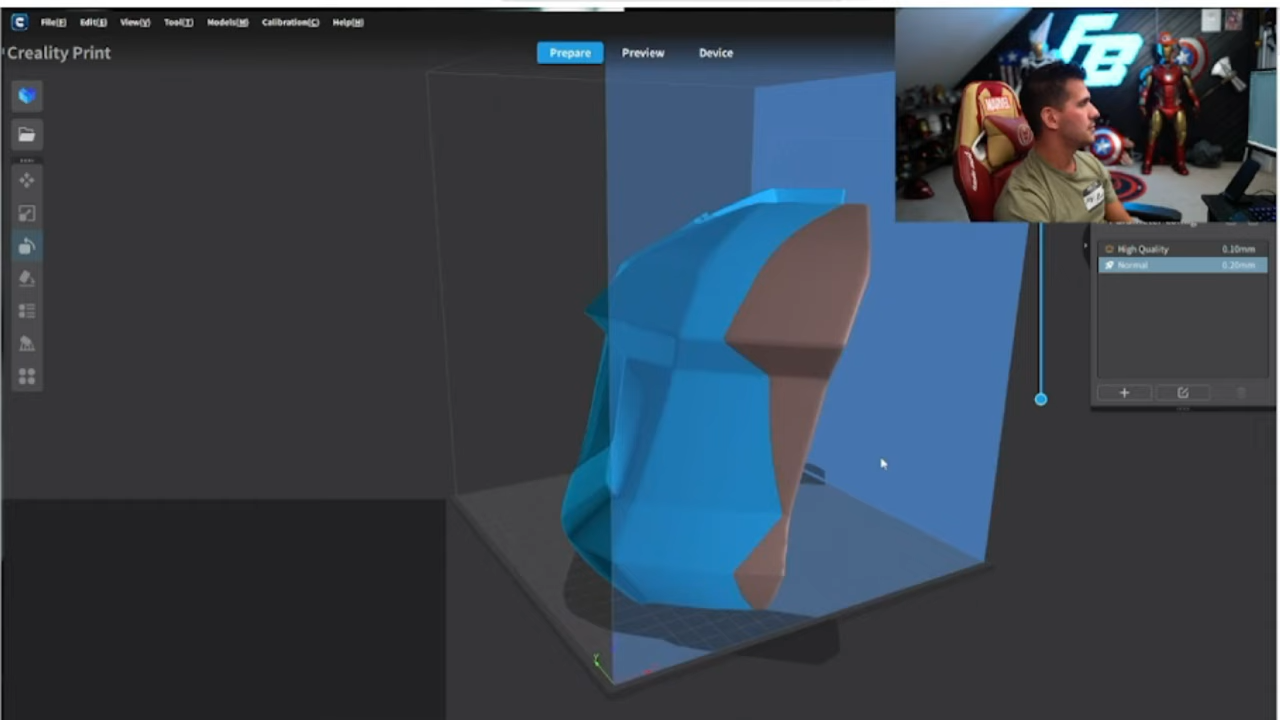 File(F) Edit(E) View(V) Tool(T) Models(M) Calibration(C) Help(H)
Creality Print
Prepare Preview Device
FB
MARVEL
High Quality 0.10mm
Normal 0.20mm